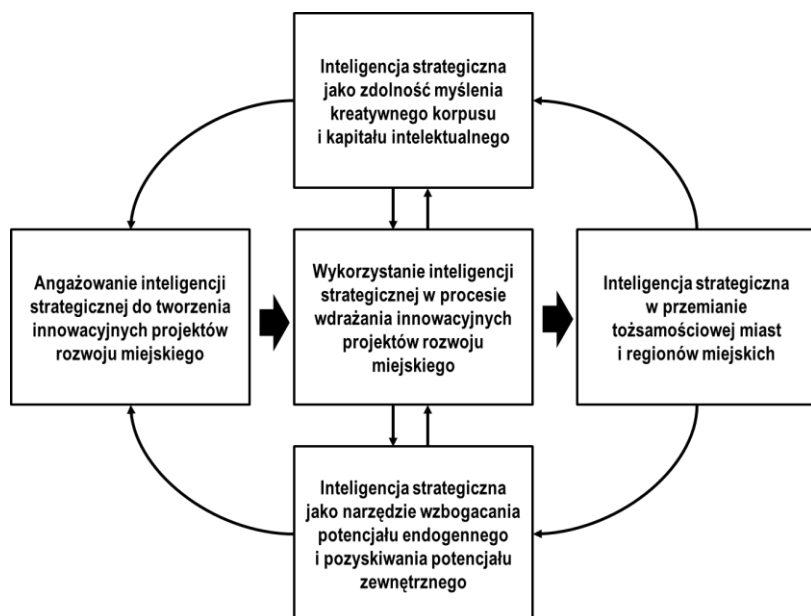 Inteligencja strategiczna
jako zdolność myślenia
kreatywnego korpusu
i kapitału intelektualnego
Angażowanie inteligencji
strategicznej do tworzenia
innowacyjnych projektów
rozwoju miejskiego
Wykorzystanie inteligencji
strategicznej w procesie
wdrażania innowacyjnych
projektów rozwoju
miejskiego
Inteligencja strategiczna
w przemianie
tożsamościowej miast
i regionów miejskich
Inteligencja strategiczna
jako narzędzie wzbogacania
potencjału endogennego
i pozyskiwania potencjału
zewnętrznego